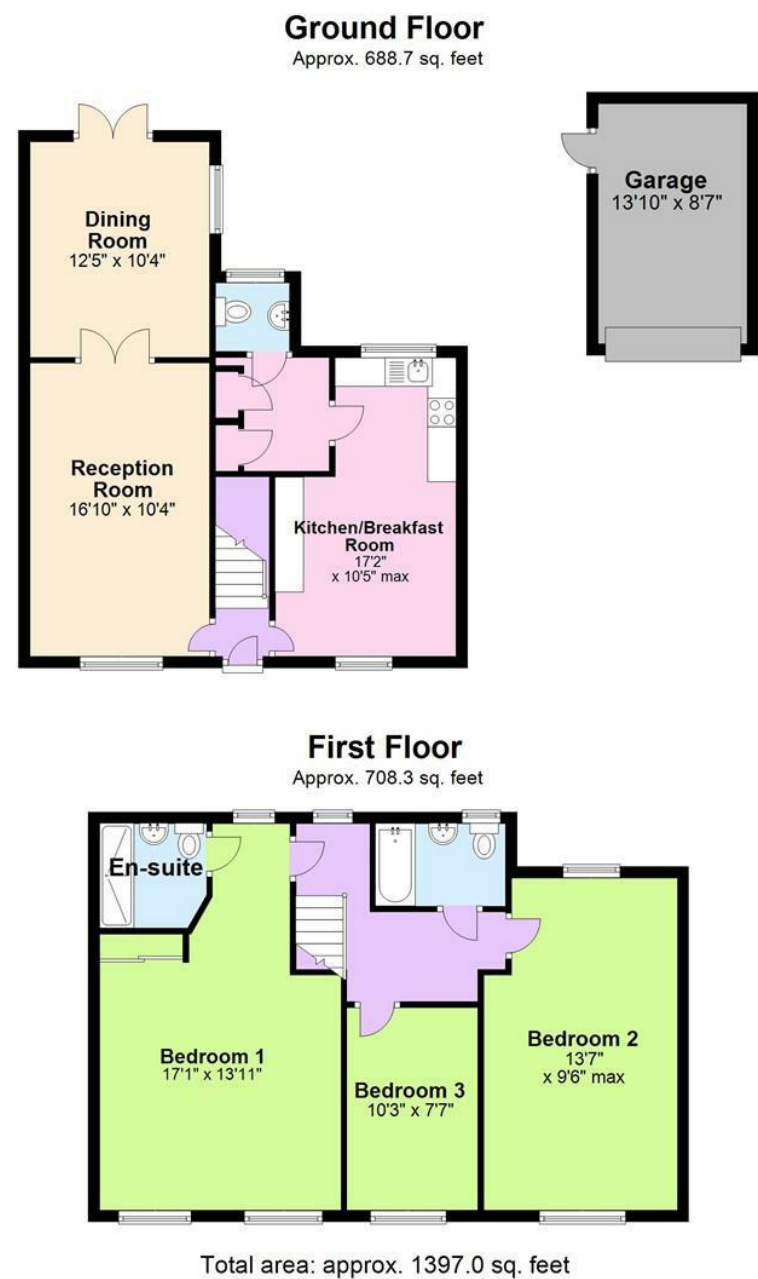 Ground Floor
Approx. 688.7 sq. feet
Garage
13'10" x 8'7"
Dining
Room
12'5" x 10'4"
Reception
Room
16'10" x 10'4"
Kitchen/Breakfast
Room
17'2"
x 10'5" max
First Floor
Approx. 708.3 sq. feet
En-suite
Bedroom 1
17'1" x 13'11"
Bedroom 3
10'3" x 7'7"
Bedroom 2
13'7"
x 9'6" max
Total area: approx. 1397.0 sq. feet